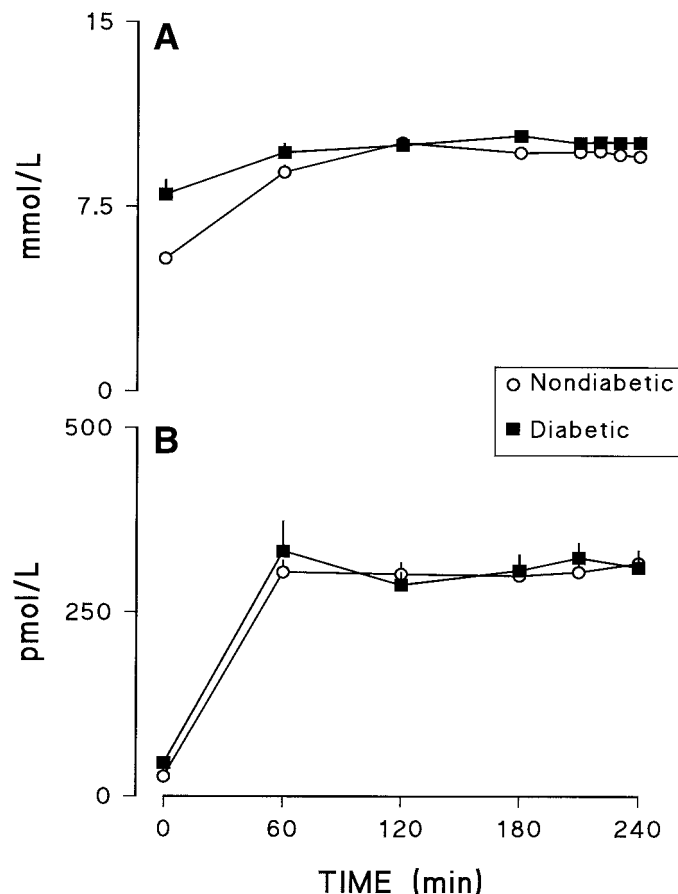 15
A
7.5
mmol/L
0
Nondiabetic
Diabetic
500
B
250
pmol/L
0
0 60 120 180 240
TIME (min)